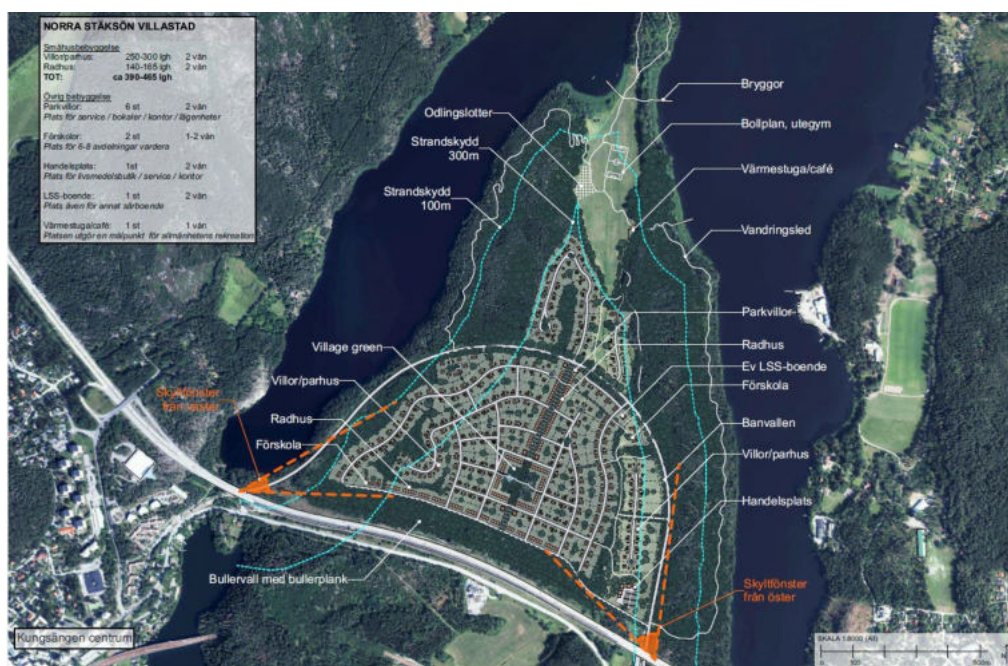 NORRA STÄKSÖN VILLASTAD
Småhusbebyggelse
Villor/parhus: 250-300 lgh 2 vån
Radhus: 140-165 lgh 2 vån
TOT: ca 390-465 lgh
Övrig bebyggelse
Parkvillor: 6 st 2 vån
Plats för service / bokaler / kontor / lägenheter
Förskolor: 2 st 1-2 vån
Plats för 6-8 avdelningar vardera
Handelsplats: 1st 2 vån
Plats för livsmedelsbutik / service / kontor
LSS-boende: 1 st 2 vån
Plats även för annat särboende
Värmestuga/café: 1 st 1 vån
Platsen utgör en målpunkt för allmänhetens rekreation
Odlingslotter
Strandskydd
300m
Strandskydd
100m
Village green
Villor/parhus
Skyltfönster
från väster
Radhus
Förskola
Bullervall med bullerplank
Kungsängen centrum
Bryggor
Bollplan, utegym
Värmestuga/café
Vandringsled
Parkvillor
Radhus
Ev LSS-boende
Förskola
Banvallen
Villor/parhus
Handelsplats
Skyltfönster
från öster
SKALA 1:8000 (A3)